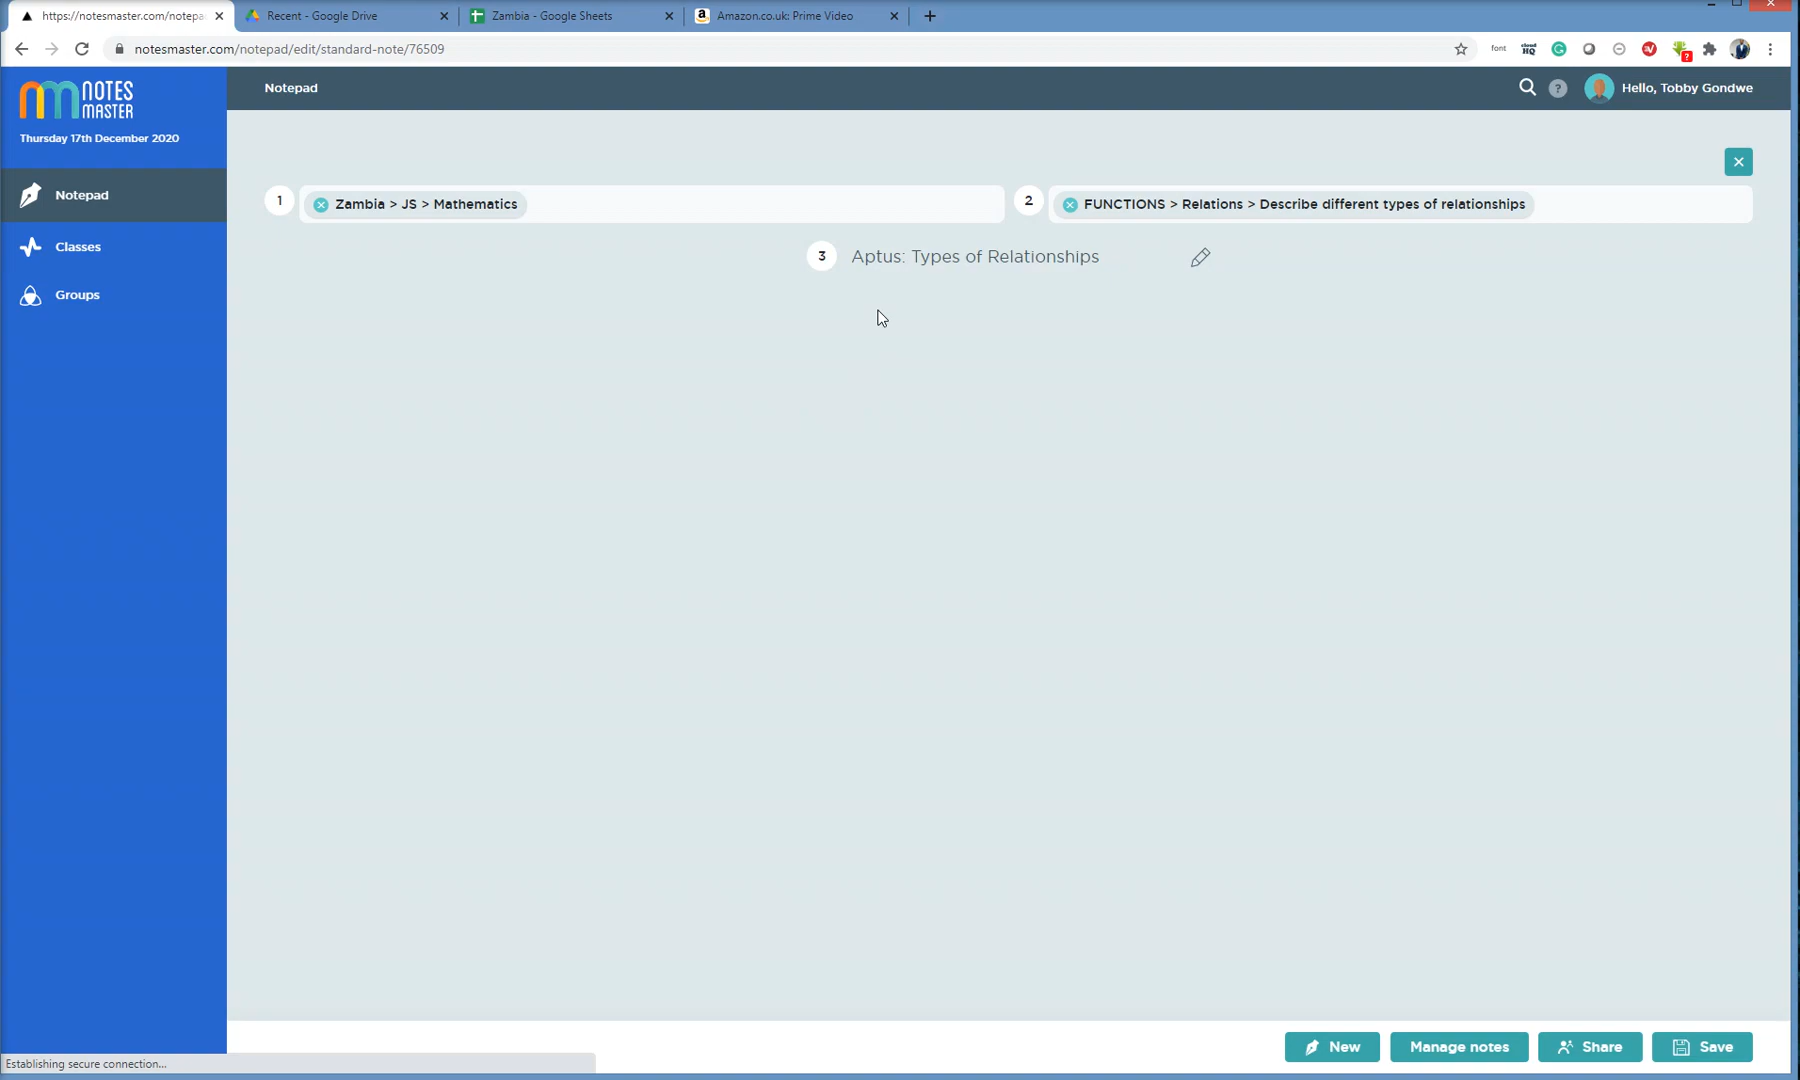 https://notesmaster.com/notepa
Recent - Google Drive
Zambia - Google Sheets
Amazon.co.uk: Prime Video
notesmaster.com/notepad/edit/standard-note/76509
font
cloud
HQ
NOTES
MASTER
Thursday 17th December 2020
Notepad
Classes
Groups
Notepad
?
Hello, Tobby Gondwe
1
Zambia > JS > Mathematics
2
FUNCTIONS > Relations > Describe different types of relationships
3
Aptus: Types of Relationships
New
Manage notes
Share
Save
Establishing secure connection...